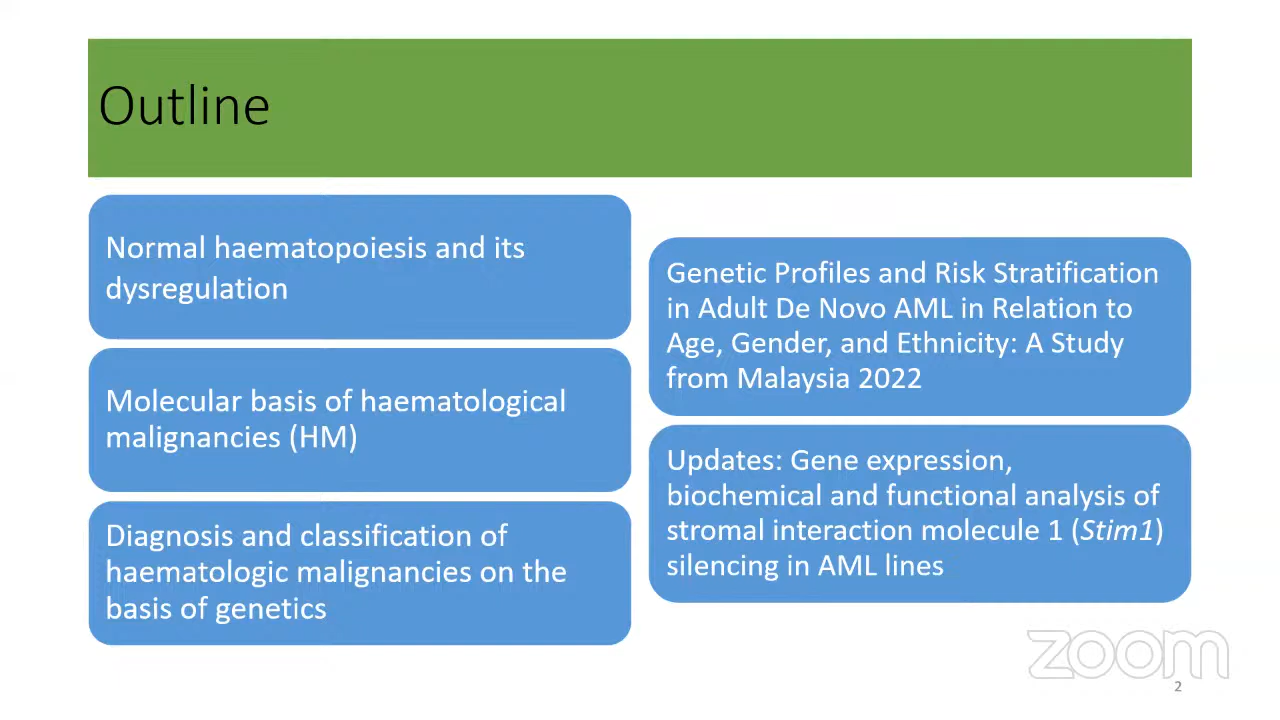 Outline
Normal haematopoiesis and its
dysregulation
Molecular basis of haematological
malignancies (HM)
Diagnosis and classification of
haematologic malignancies on the
basis of genetics
Genetic Profiles and Risk Stratification
in Adult De Novo AML in Relation to
Age, Gender, and Ethnicity: A Study
from Malaysia 2022
Updates: Gene expression,
biochemical and functional analysis of
stromal interaction molecule 1 (Stim1)
silencing in AML lines
zoom
2